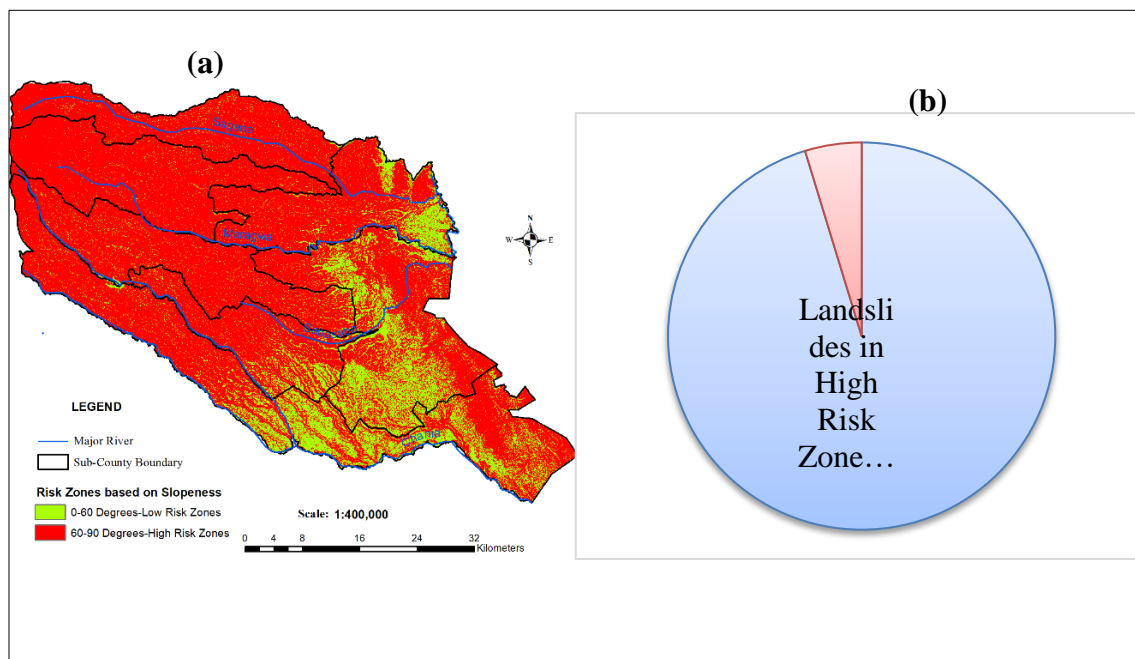 (a)
(b)
Sagana
Maragua
N
W
E
S
LEGEND
Major River
Sub-County Boundary
Risk Zones based on Slopeness
0-60 Degrees-Low Risk Zones
60-90 Degrees-High Risk Zones
Scale: 1:400,000
0 2 4 8 16 24 32
Kilometers
Landsli
des in
High
Risk
Zone…